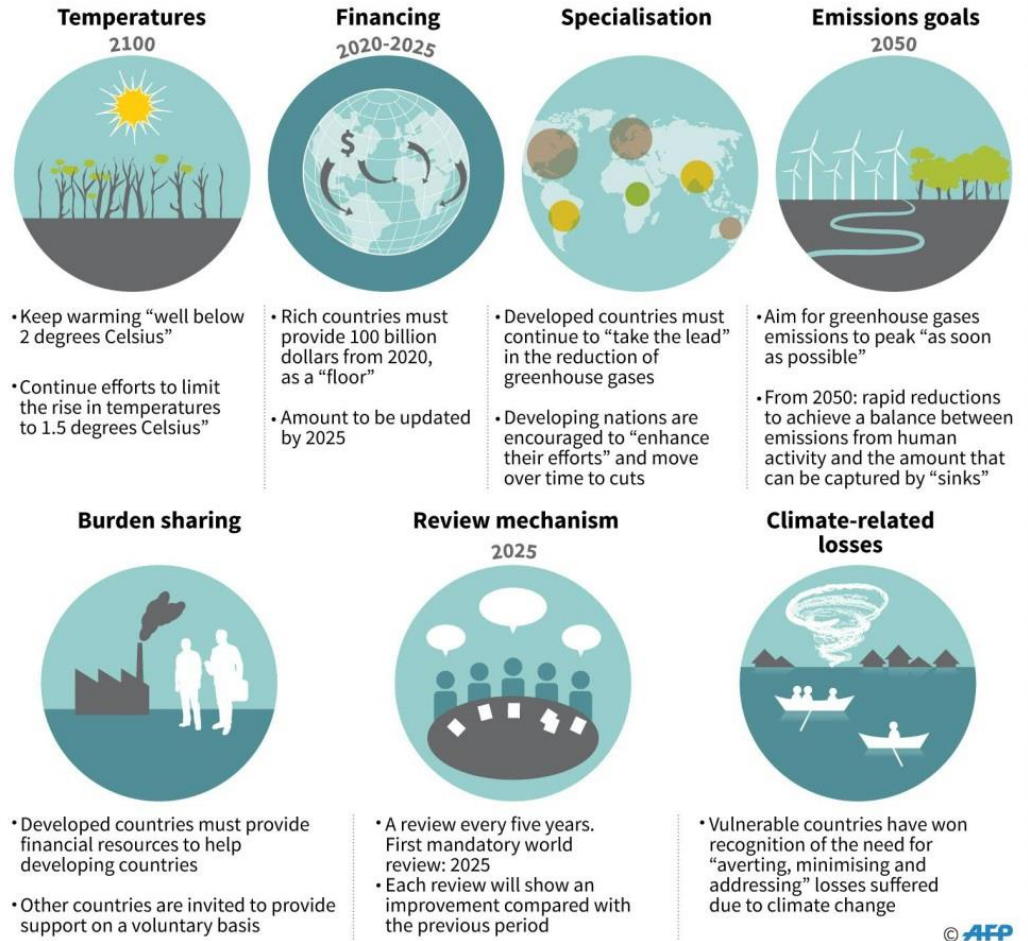 Temperatures
2100
• Keep warming “well below
2 degrees Celsius”
• Continue efforts to limit
the rise in temperatures
to 1.5 degrees Celsius”
Financing
2020-2025
$
• Rich countries must
provide 100 billion
dollars from 2020,
as a “floor”
• Amount to be updated
by 2025
Specialisation
• Developed countries must
continue to “take the lead”
in the reduction of
greenhouse gases
• Developing nations are
encouraged to “enhance
their efforts” and move
over time to cuts
Emissions goals
2050
• Aim for greenhouse gases
emissions to peak “as soon
as possible”
• From 2050: rapid reductions
to achieve a balance between
emissions from human
activity and the amount that
can be captured by “sinks”
Burden sharing
• Developed countries must provide
financial resources to help
developing countries
• Other countries are invited to provide
support on a voluntary basis
Review mechanism
2025
• A review every five years.
First mandatory world
review: 2025
• Each review will show an
improvement compared with
the previous period
Climate-related
losses
• Vulnerable countries have won
recognition of the need for
“averting, minimising and
addressing” losses suffered
due to climate change
© AFP